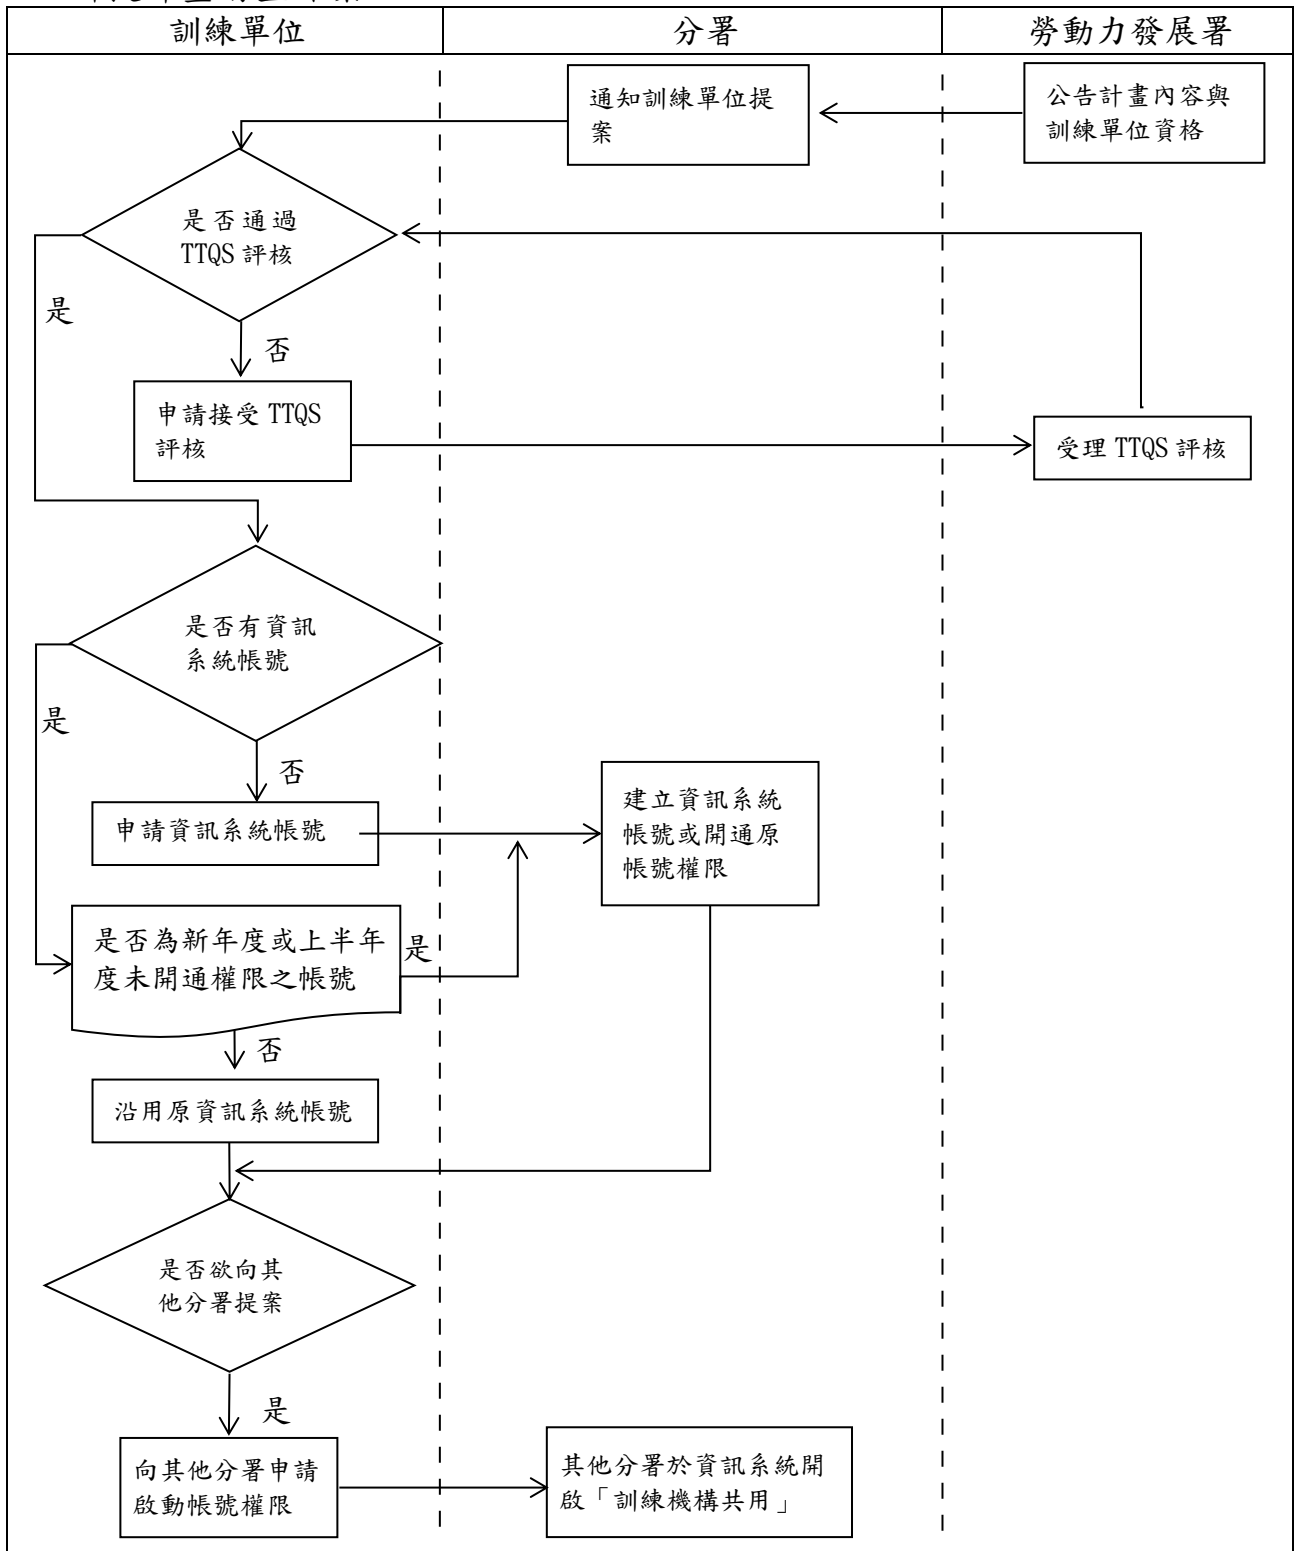 訓練單位
分署
勞動力發展署
通知訓練單位提
案
公告計畫內容與
訓練單位資格
是否通過
TTQS 評核
是
否
申請接受 TTQS
評核
受理 TTQS 評核
是否有資訊
系統帳號
是
否
申請資訊系統帳號
建立資訊系統
帳號或開通原
帳號權限
是否為新年度或上半年
度未開通權限之帳號
是
否
沿用原資訊系統帳號
是否欲向其
他分署提案
是
向其他分署申請
啟動帳號權限
其他分署於資訊系統開
啟「訓練機構共用」